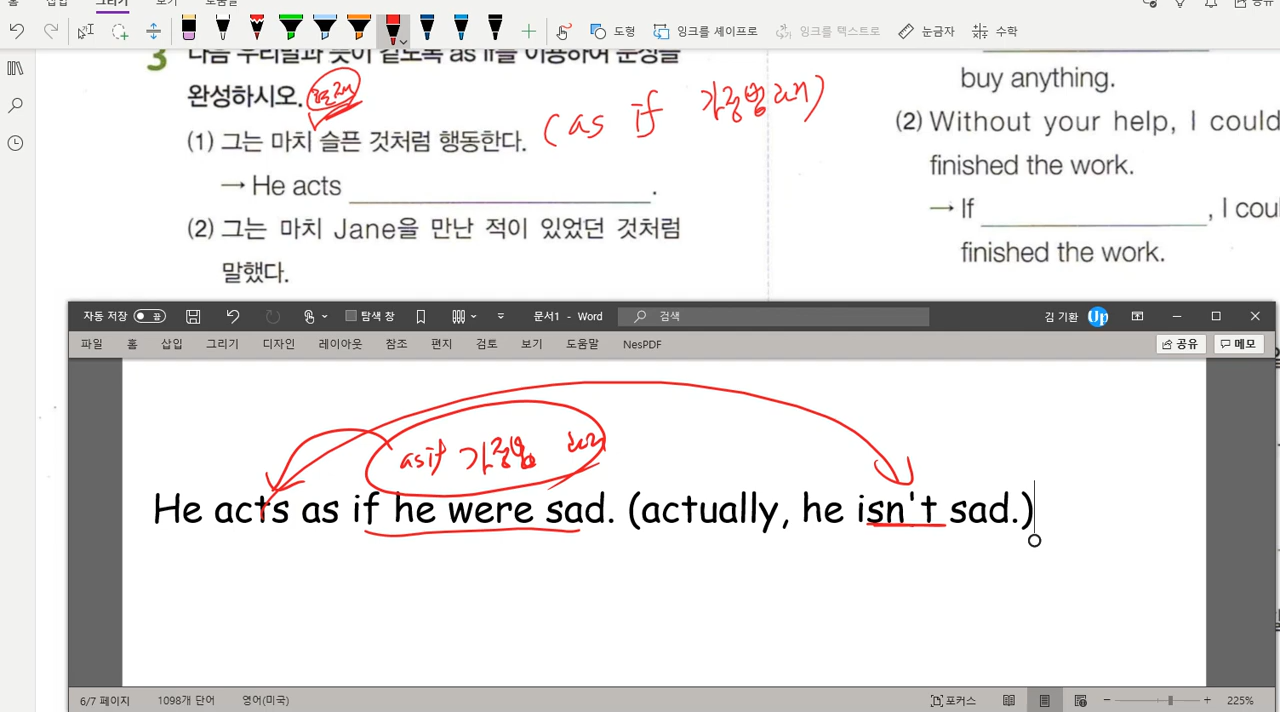 홈 삽입 그리기 보기 도움말 공유
도형 잉크를 셰이프로 잉크를 텍스트로 눈금자 수학
3 다음 우리말과 뜻이 같도록 as if를 이용하여 문장을
완성하시오. 현재
(as if 가정법 과거)
(1) 그는 마치 슬픈 것처럼 행동한다.
→ He acts .
(2) 그는 마치 Jane을 만난 적이 있었던 것처럼
말했다.
buy anything.
(2) Without your help, I could
finished the work.
→ If , I coul
finished the work.
자동 저장 끔 탐색 창 문서1 - Word 검색 김 기환 Up
파일 홈 삽입 그리기 디자인 레이아웃 참조 편지 검토 보기 도움말 NesPDF 공유 메모
as if 가정법 과거
He acts as if he were sad. (actually, he isn't sad.)
6/7 페이지 1098개 단어 영어(미국) 포커스 225%